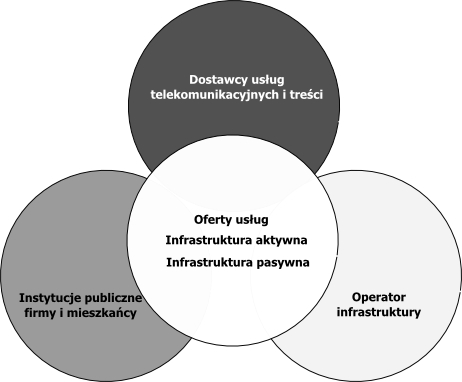 Dostawcy usług
telekomunikacyjnych i treści
Oferty usług
Infrastruktura aktywna
Infrastruktura pasywna
Instytucje publiczne
firmy i mieszkańcy
Operator
infrastruktury